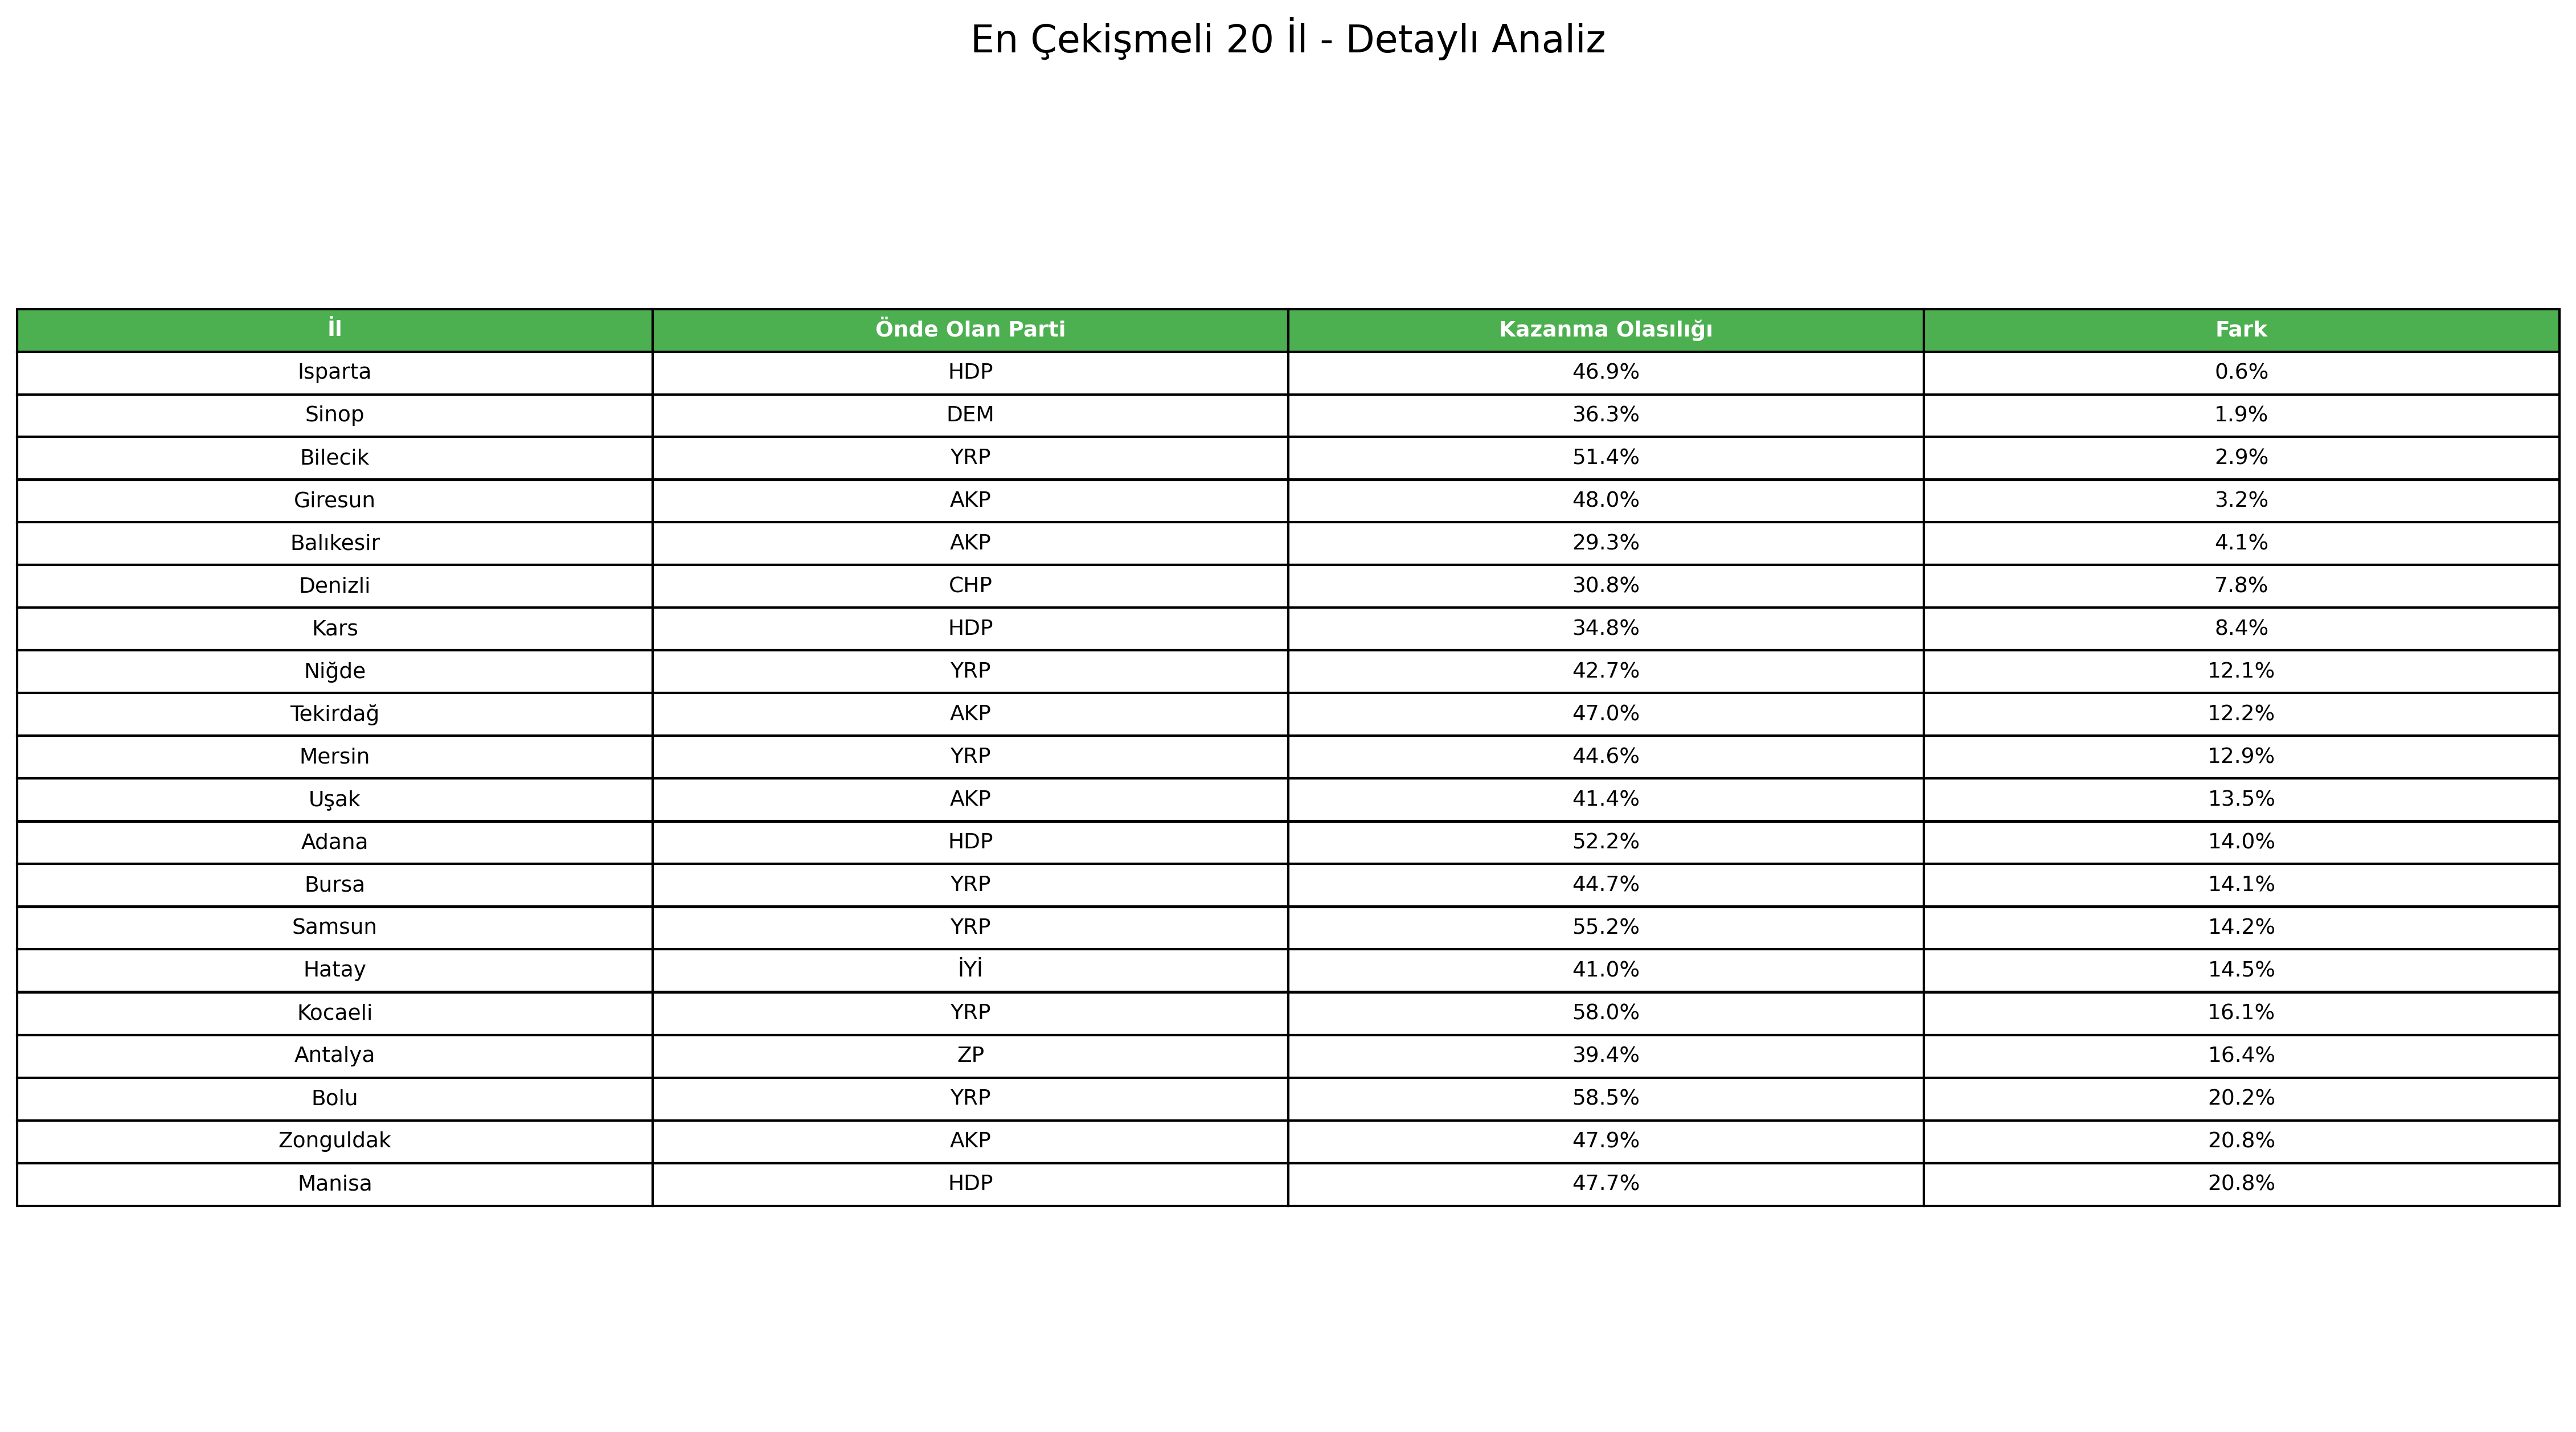 En Çekişmeli 20 İl - Detaylı Analiz
İl Önde Olan Parti Kazanma Olasılığı Fark
Isparta HDP 46.9% 0.6%
Sinop DEM 36.3% 1.9%
Bilecik YRP 51.4% 2.9%
Giresun AKP 48.0% 3.2%
Balıkesir AKP 29.3% 4.1%
Denizli CHP 30.8% 7.8%
Kars HDP 34.8% 8.4%
Niğde YRP 42.7% 12.1%
Tekirdağ AKP 47.0% 12.2%
Mersin YRP 44.6% 12.9%
Uşak AKP 41.4% 13.5%
Adana HDP 52.2% 14.0%
Bursa YRP 44.7% 14.1%
Samsun YRP 55.2% 14.2%
Hatay İYİ 41.0% 14.5%
Kocaeli YRP 58.0% 16.1%
Antalya ZP 39.4% 16.4%
Bolu YRP 58.5% 20.2%
Zonguldak AKP 47.9% 20.8%
Manisa HDP 47.7% 20.8%